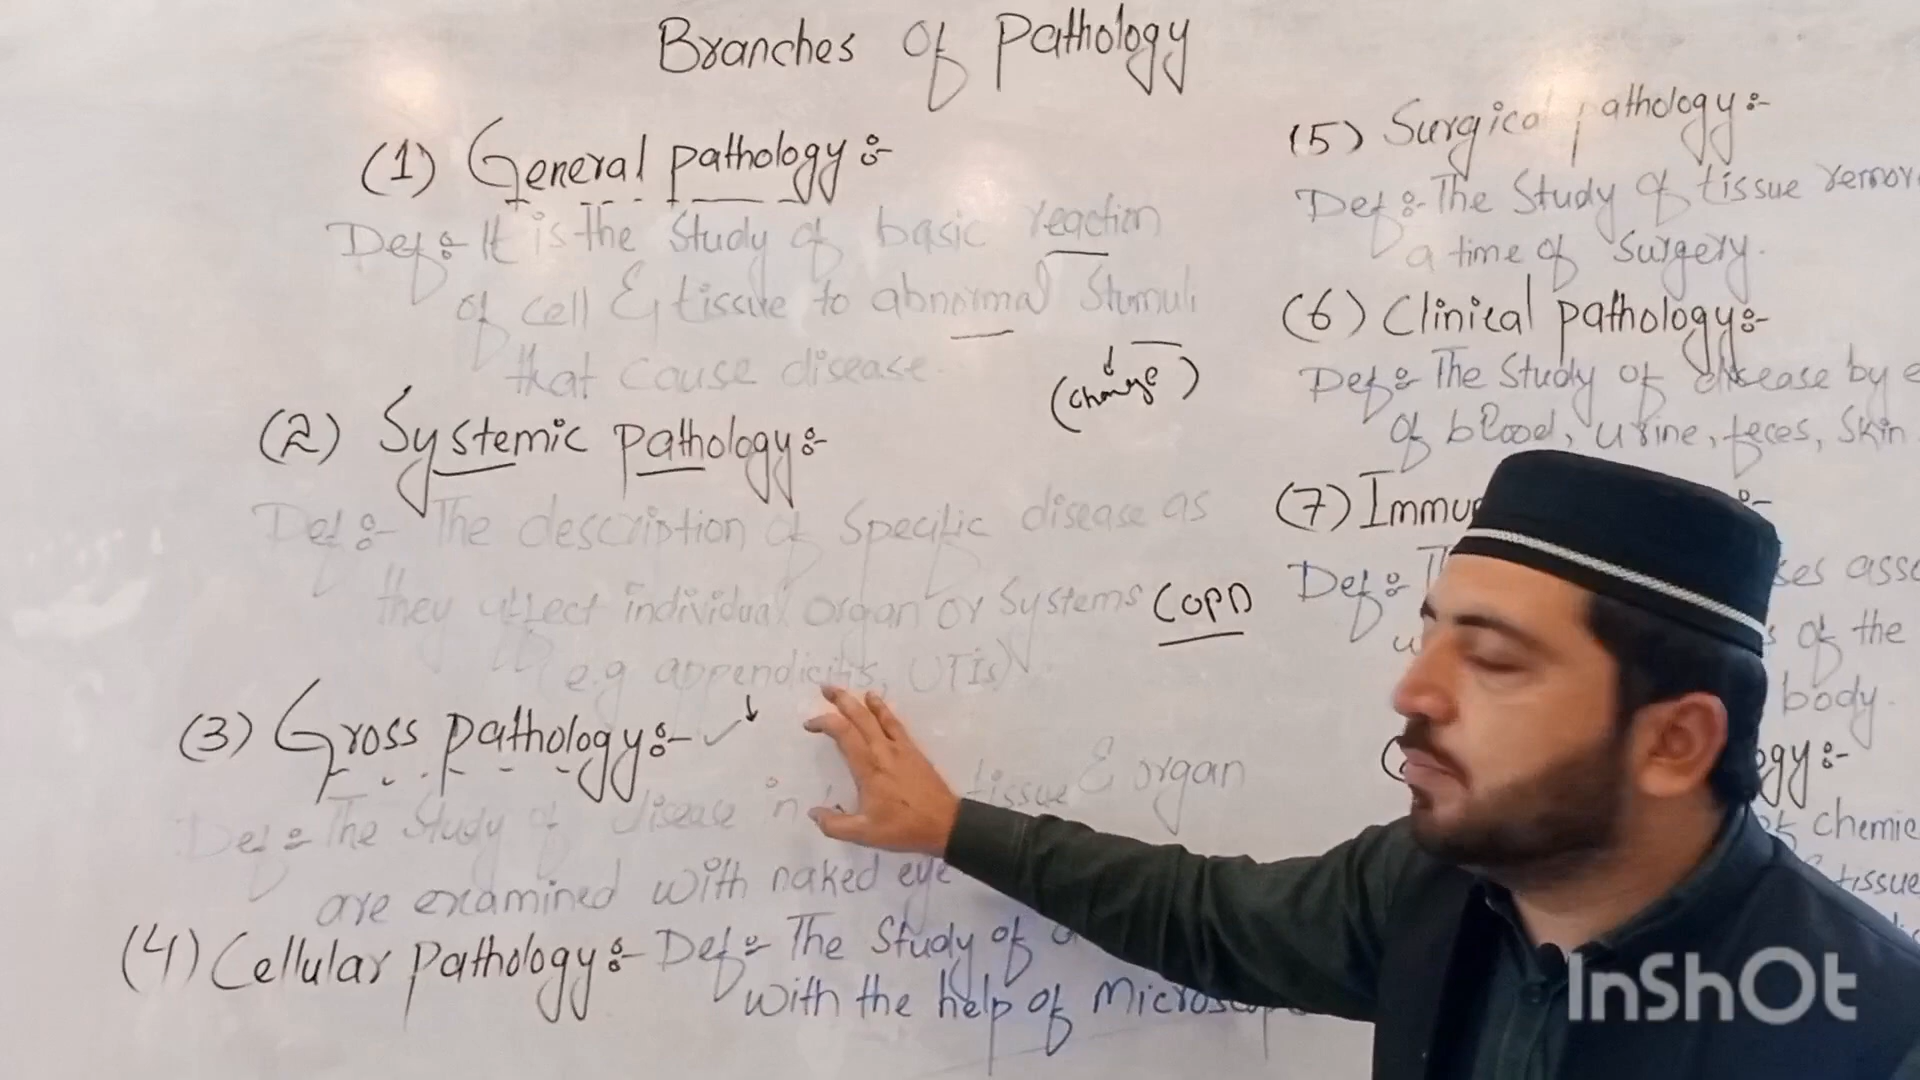 Branches of Pathology
(1) General pathology:-
Def:- It is the Study of basic reaction
of cell & tissue to abnormal Stimuli
that cause disease.
(change)
(2) Systemic pathology:-
Def:- The description of Specific disease as
they affect individual organ or Systems COPD
e.g appendicitis, UTIs)
(3) Gross pathology:-
Def:- The Study of disease in tissue & organ
are examined with naked eye
(4) Cellular pathology:- Def:- The Study of
with the help of
(5) Surgical pathology:-
Def:- The Study of tissue
a time of Surgery.
(6) Clinical pathology:-
Def:- The Study of disease by
of blood, urine, feces, Skin
(7)
Def:-
of the
body.
chemic
tissue
InShOt